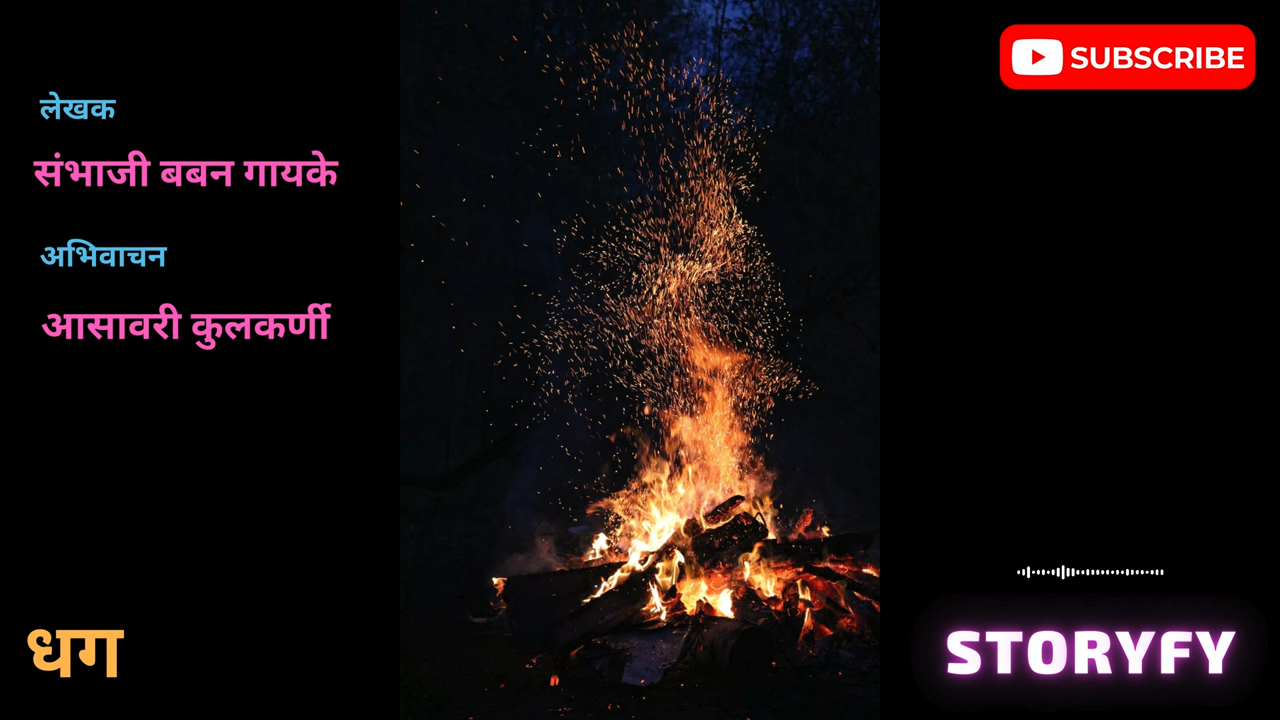 लेखक
संभाजी बबन गायके
अभिवाचन
आसावरी कुलकर्णी
धग
SUBSCRIBE
STORYFY